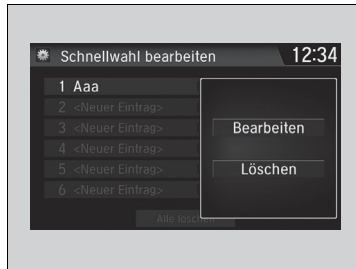 Schnellwahl bearbeiten 12:34
1 Aaa
2 <Neuer Eintrag>
3 <Neuer Eintrag>
4 <Neuer Eintrag>
5 <Neuer Eintrag>
6 <Neuer Eintrag>
Bearbeiten
Löschen
Alle löschen